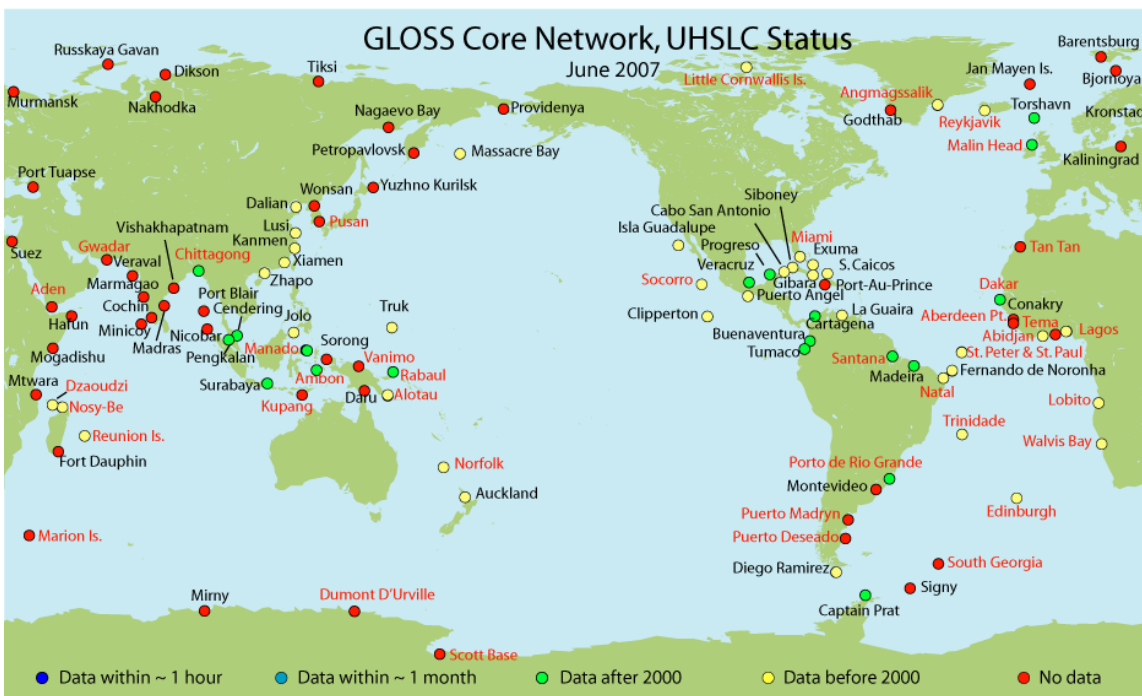 GLOSS Core Network, UHSLC Status
June 2007
Russkaya Gavan
Dikson
Tiksi
Murmansk
Nakhodka
Nagaevo Bay
Providenya
Little Cornwallis Is.
Angmagssalik
Godthab
Jan Mayen Is.
Barentsburg
Bjornoya
Reykjavik
Torshavn
Kronstad
Malin Head
Kaliningrad
Petropavlovsk
Massacre Bay
Port Tuapse
Yuzhno Kurilsk
Dalian
Wonsan
Pusan
Lusi
Kanmen
Xiamen
Zhapo
Vishakhapatnam
Suez
Gwadar
Veraval
Chittagong
Marmagao
Aden
Cochin
Port Blair
Cendering
Hafun
Minicoy
Nicobar
Jolo
Truk
Madras
Pengkalan
Manado
Sorong
Vanimo
Mogadishu
Mtwara
Dzaoudzi
Nosy-Be
Surabaya
Ambon
Kupang
Daru
Rabaul
Alotau
Reunion Is.
Fort Dauphin
Norfolk
Auckland
Marion Is.
Mirny
Dumont D'Urville
Scott Base
Siboney
Cabo San Antonio
Isla Guadalupe
Progreso
Miami
Exuma
Veracruz
S. Caicos
Socorro
Gibara
Port-Au-Prince
Puerto Angel
Clipperton
La Guaira
Buenaventura
Cartagena
Tumaco
Tan Tan
Dakar
Conakry
Aberdeen Pt.
Tema
Abidjan
Lagos
Santana
St. Peter & St. Paul
Madeira
Fernando de Noronha
Natal
Lobito
Trinidade
Walvis Bay
Porto de Rio Grande
Montevideo
Edinburgh
Puerto Madryn
Puerto Deseado
Diego Ramirez
South Georgia
Signy
Captain Prat
Data within ~ 1 hour
Data within ~ 1 month
Data after 2000
Data before 2000
No data